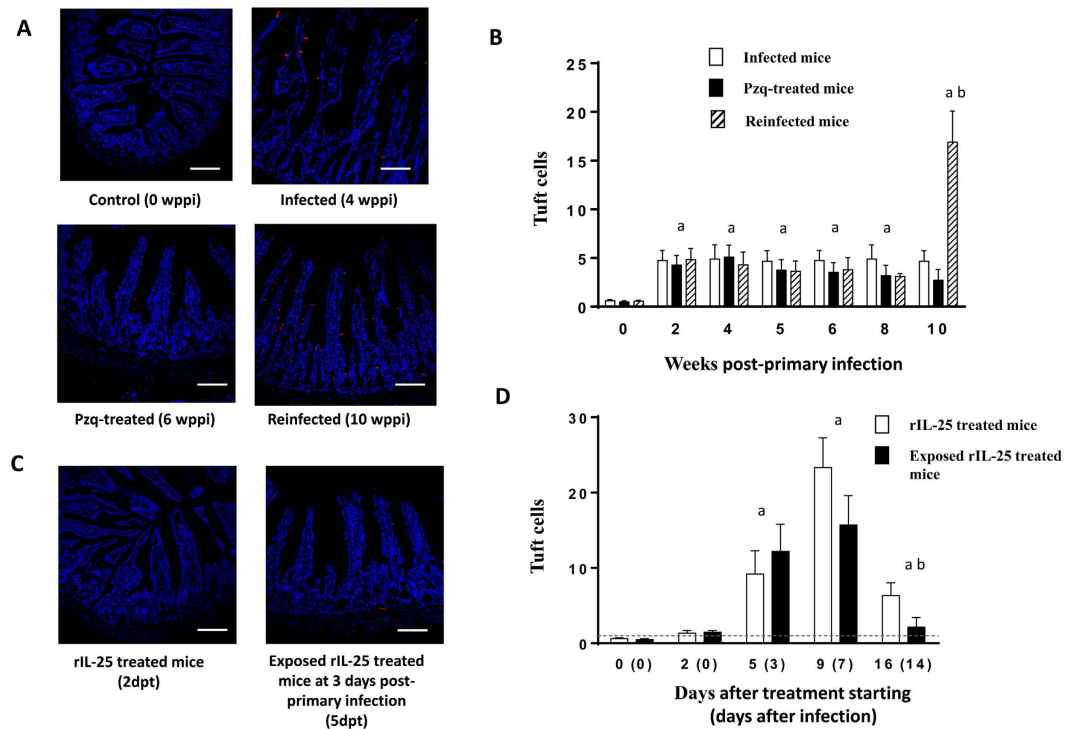 A
Control (0 wppi)
Infected (4 wppi)
Pzq-treated (6 wppi)
Reinfected (10 wppi)
B
Infected mice
Pzq-treated mice
Reinfected mice
25
20
15
10
5
0
Tuft cells
a
a
a
a
a
a b
0 2 4 5 6 8 10
Weeks post-primary infection
C
rIL-25 treated mice
(2dpt)
Exposed rIL-25 treated
mice at 3 days post-
primary infection
(5dpt)
D
rIL-25 treated mice
Exposed rIL-25 treated
mice
30
20
10
0
Tuft cells
a
a
a b
0 (0) 2 (0) 5 (3) 9 (7) 16 (14)
Days after treatment starting
(days after infection)